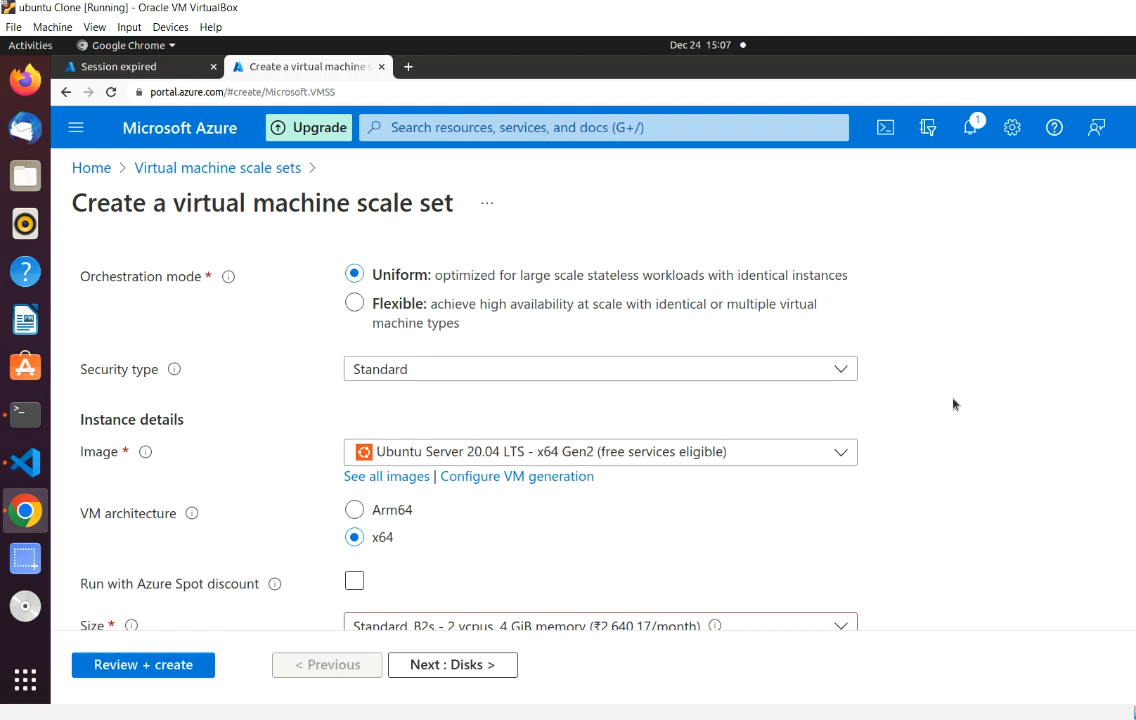 ubuntu Clone [Running] - Oracle VM VirtualBox
File Machine View Input Devices Help
Activities Google Chrome Dec 24 15:07
Session expired × Create a virtual machine s × +
portal.azure.com/#create/Microsoft.VMSS
Microsoft Azure Upgrade Search resources, services, and docs (G+/) 1
Home > Virtual machine scale sets >
Create a virtual machine scale set ...
Orchestration mode * Uniform: optimized for large scale stateless workloads with identical instances
Flexible: achieve high availability at scale with identical or multiple virtual
machine types
Security type Standard
Instance details
Image * Ubuntu Server 20.04 LTS - x64 Gen2 (free services eligible)
See all images | Configure VM generation
VM architecture Arm64
x64
Run with Azure Spot discount
Size * Standard_B2s - 2 vcpus, 4 GiB memory (₹2,640.17/month)
Review + create < Previous Next : Disks >